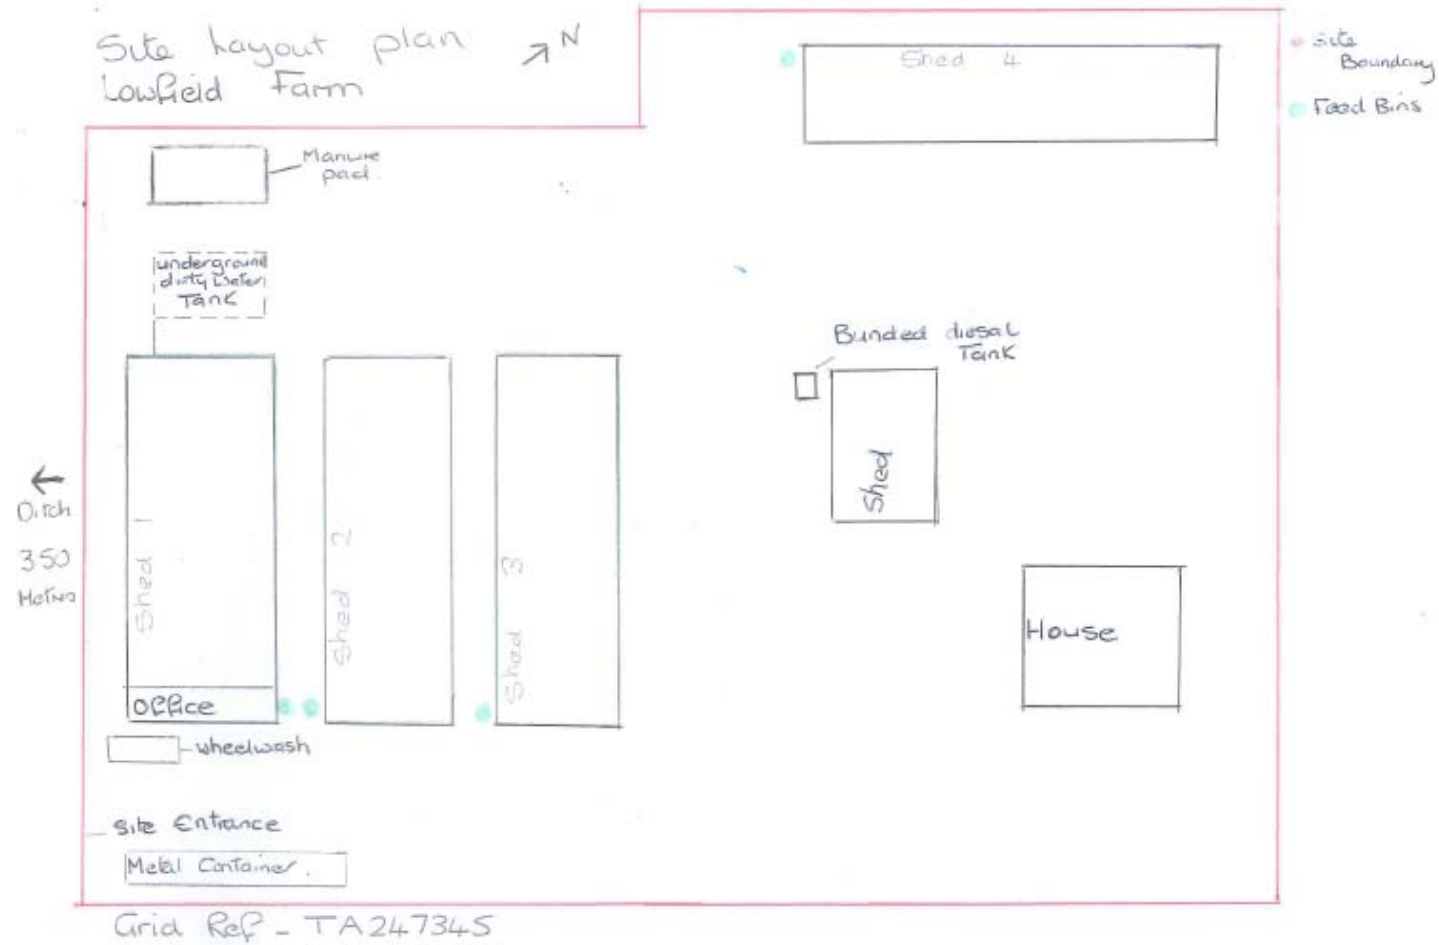 Site Layout plan
Lowfield Farm
N
Shed 4
Site
Boundary
Feed Bins
Manure
pad.
underground
dirty water
TANK
Bunded diesal
Tank
Shed
←
Ditch
350
Metres
Shed 1
Shed 2
Shed 3
House
Office
wheelwash
Site Entrance
Metal Container.
Grid Ref - TA247345